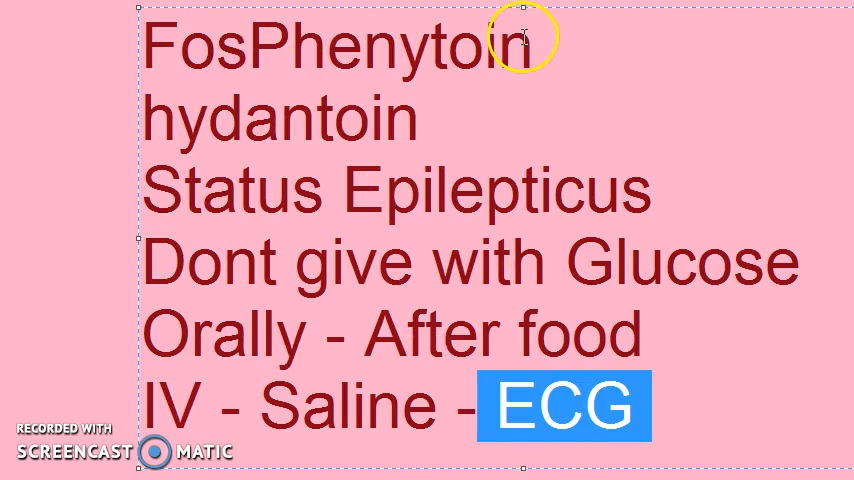 FosPhenytoin
hydantoin
Status Epilepticus
Dont give with Glucose
Orally - After food
IV - Saline - ECG
RECORDED WITH
SCREENCAST MATIC